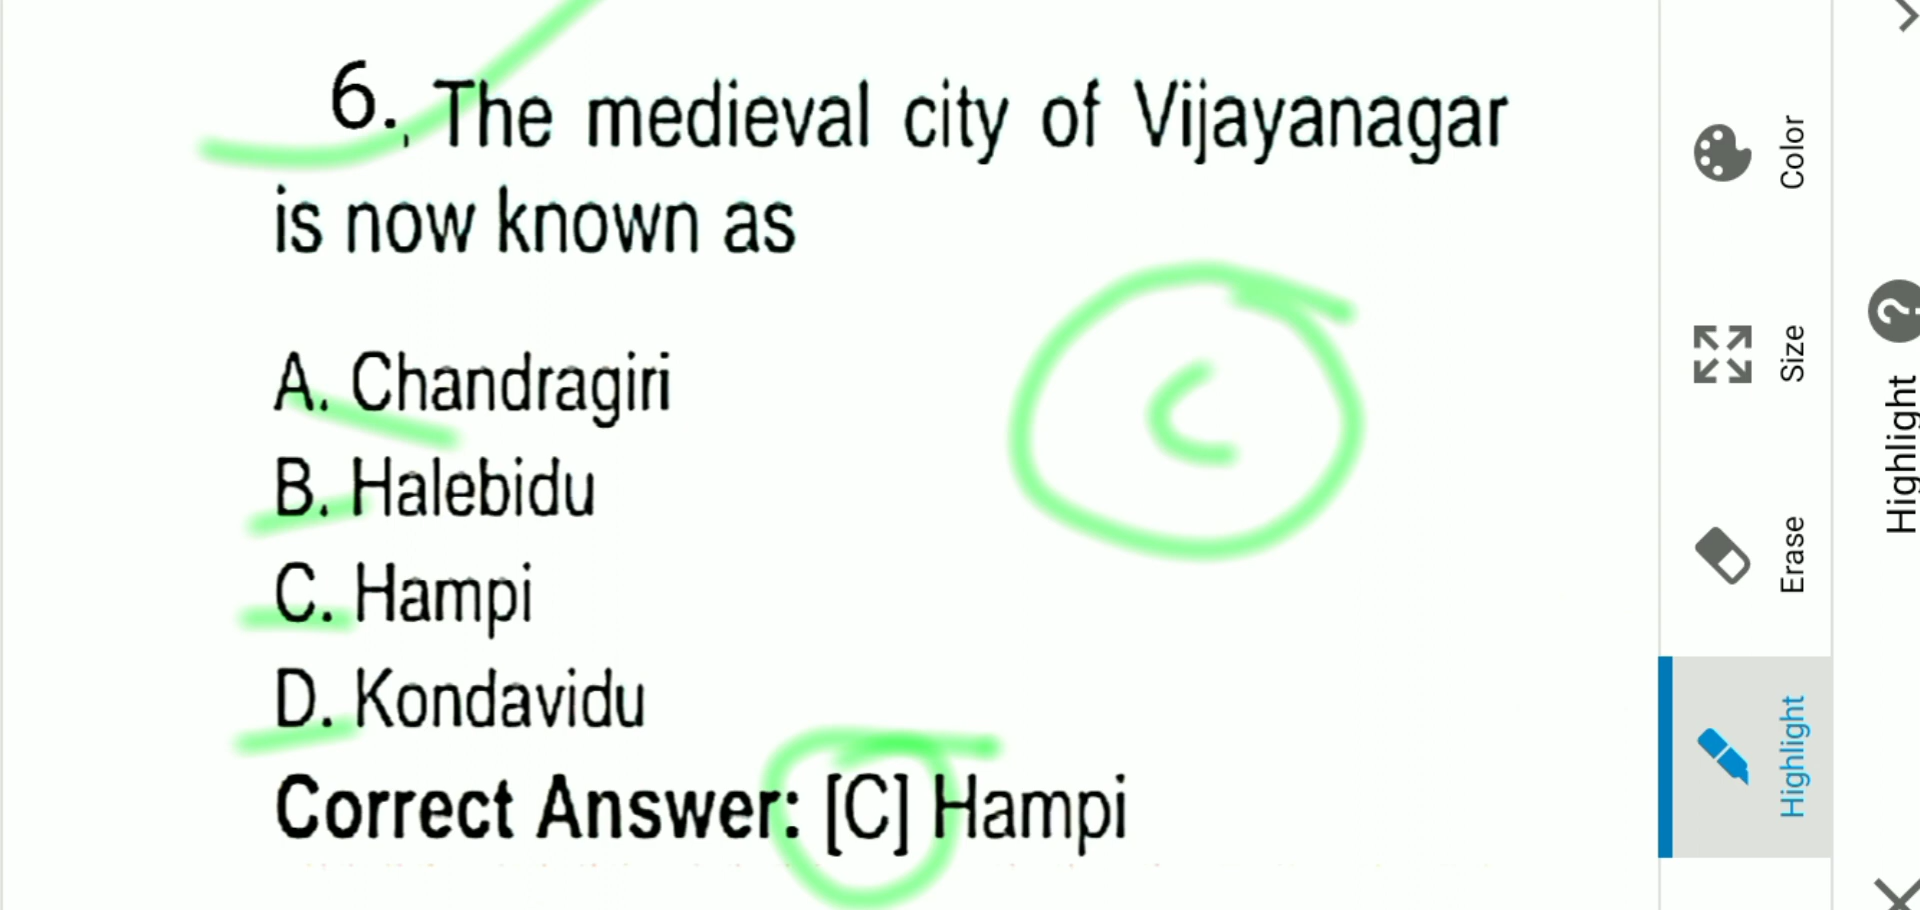 6., The medieval city of Vijayanagar
is now known as
A. Chandragiri
B. Halebidu
C. Hampi
D. Kondavidu
Correct Answer: [C] Hampi
C
Color
Size
Erase
Highlight
Highlight